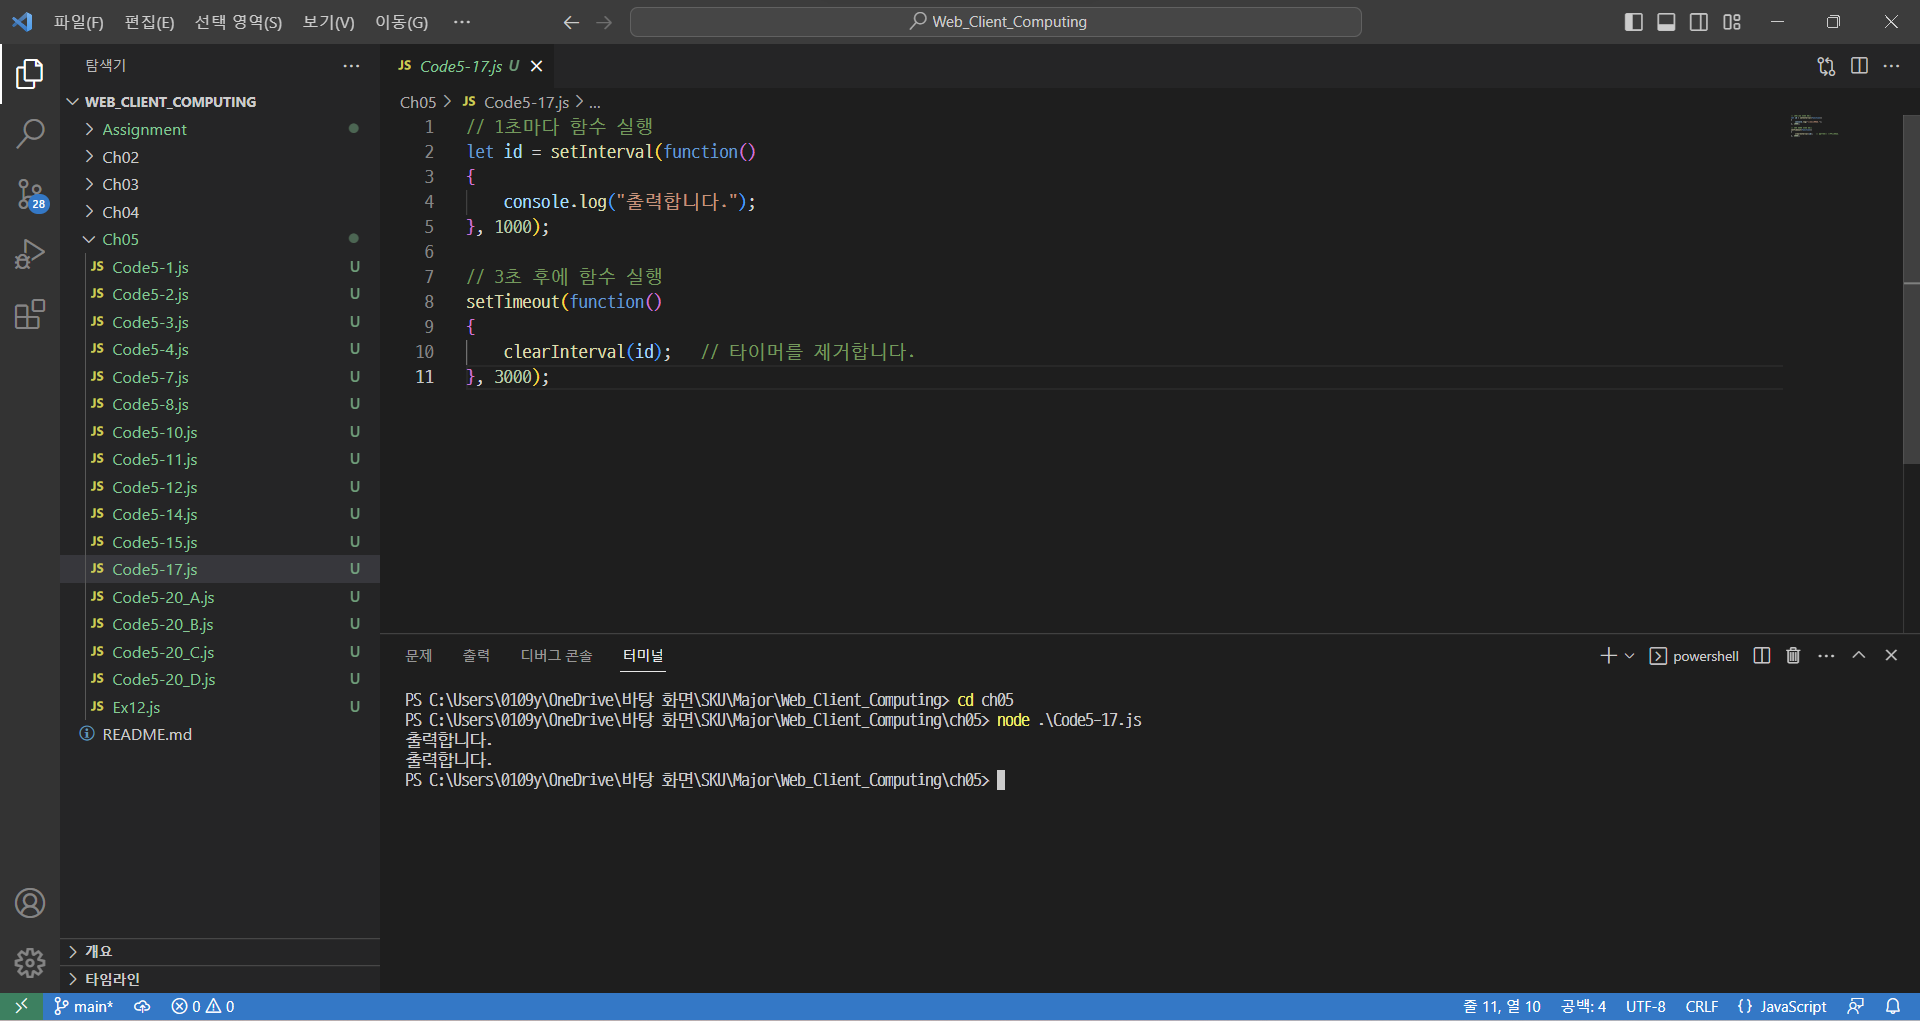 파일(F) 편집(E) 선택 영역(S) 보기(V) 이동(G) ··· Web_Client_Computing
탐색기
WEB_CLIENT_COMPUTING
Assignment
Ch02
Ch03
Ch04
Ch05
JS Code5-1.js U
JS Code5-2.js U
JS Code5-3.js U
JS Code5-4.js U
JS Code5-7.js U
JS Code5-8.js U
JS Code5-10.js U
JS Code5-11.js U
JS Code5-12.js U
JS Code5-14.js U
JS Code5-15.js U
JS Code5-17.js U
JS Code5-20_A.js U
JS Code5-20_B.js U
JS Code5-20_C.js U
JS Code5-20_D.js U
JS Ex12.js U
README.md
개요
타임라인
28
JS Code5-17.js U
Ch05 > JS Code5-17.js > ...
1 // 1초마다 함수 실행
2 let id = setInterval(function()
3 {
4     console.log("출력합니다.");
5 }, 1000);
6
7 // 3초 후에 함수 실행
8 setTimeout(function()
9 {
10     clearInterval(id);   // 타이머를 제거합니다.
11 }, 3000);
문제 출력 디버그 콘솔 터미널 powershell
PS C:\Users\0109y\OneDrive\바탕 화면\SKU\Major\Web_Client_Computing> cd ch05
PS C:\Users\0109y\OneDrive\바탕 화면\SKU\Major\Web_Client_Computing\ch05> node .\Code5-17.js
출력합니다.
출력합니다.
PS C:\Users\0109y\OneDrive\바탕 화면\SKU\Major\Web_Client_Computing\ch05>
main* 0 0 줄 11, 열 10 공백: 4 UTF-8 CRLF {} JavaScript